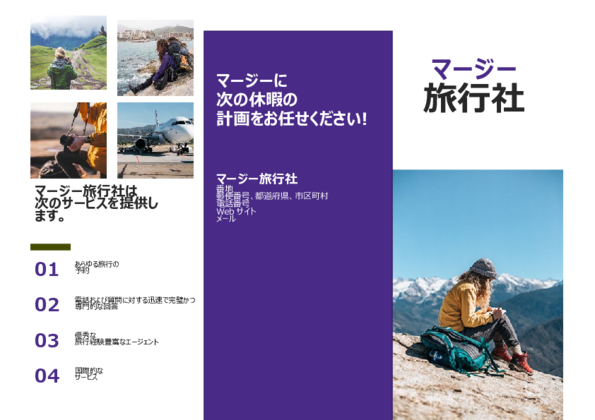 マージー旅行社は
次のサービスを提供し
ます。
01
あらゆる旅行の
予約
02
電話および質問に対する迅速で完璧かつ
専門的な回答
03
優秀な
旅行経験豊富なエージェント
04
国際的な
サービス
マージーに
次の休暇の
計画をお任せください!
マージー旅行社
番地
郵便番号、都道府県、市区町村
電話番号
Web サイト
メール
マージー
旅行社